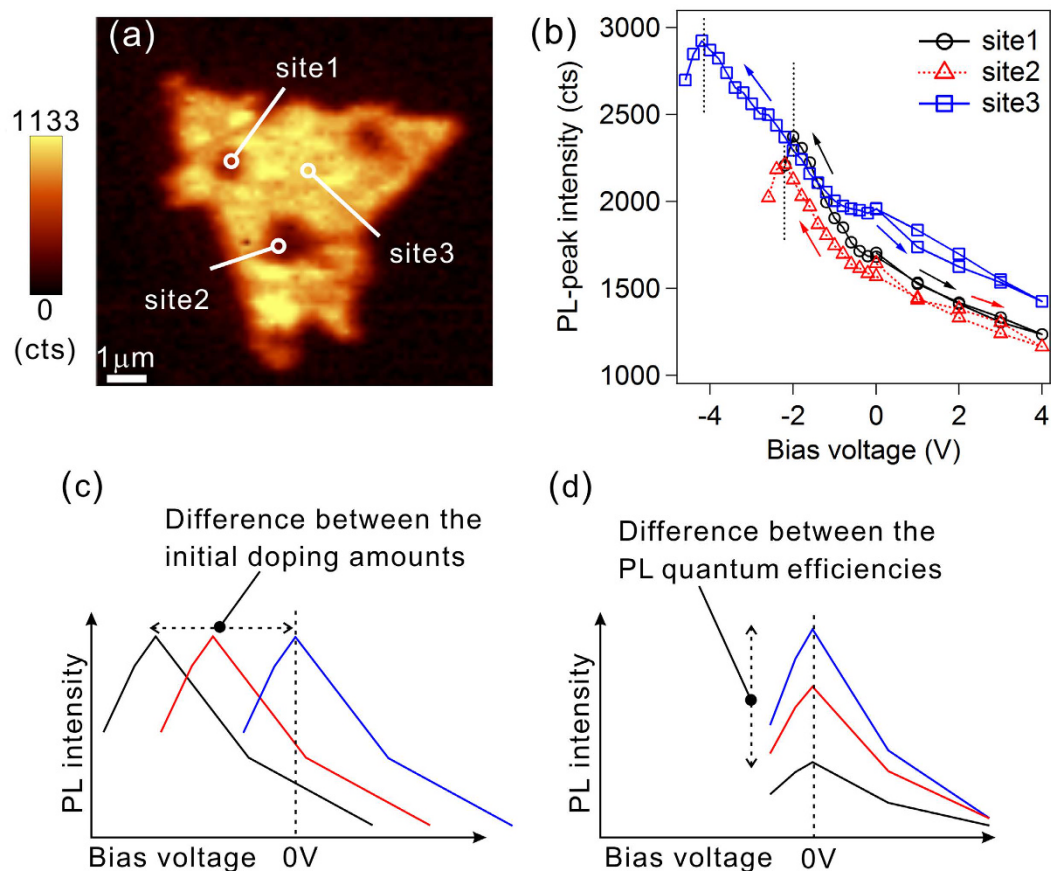 (a)
1133
0
(cts)
site1
site2
site3
1μm
(b)
PL-peak intensity (cts)
3000
2500
2000
1500
1000
-4
-2
0
2
4
Bias voltage (V)
site1
site2
site3
(c)
Difference between the
initial doping amounts
PL intensity
Bias voltage
0V
(d)
Difference between the
PL quantum efficiencies
PL intensity
Bias voltage
0V